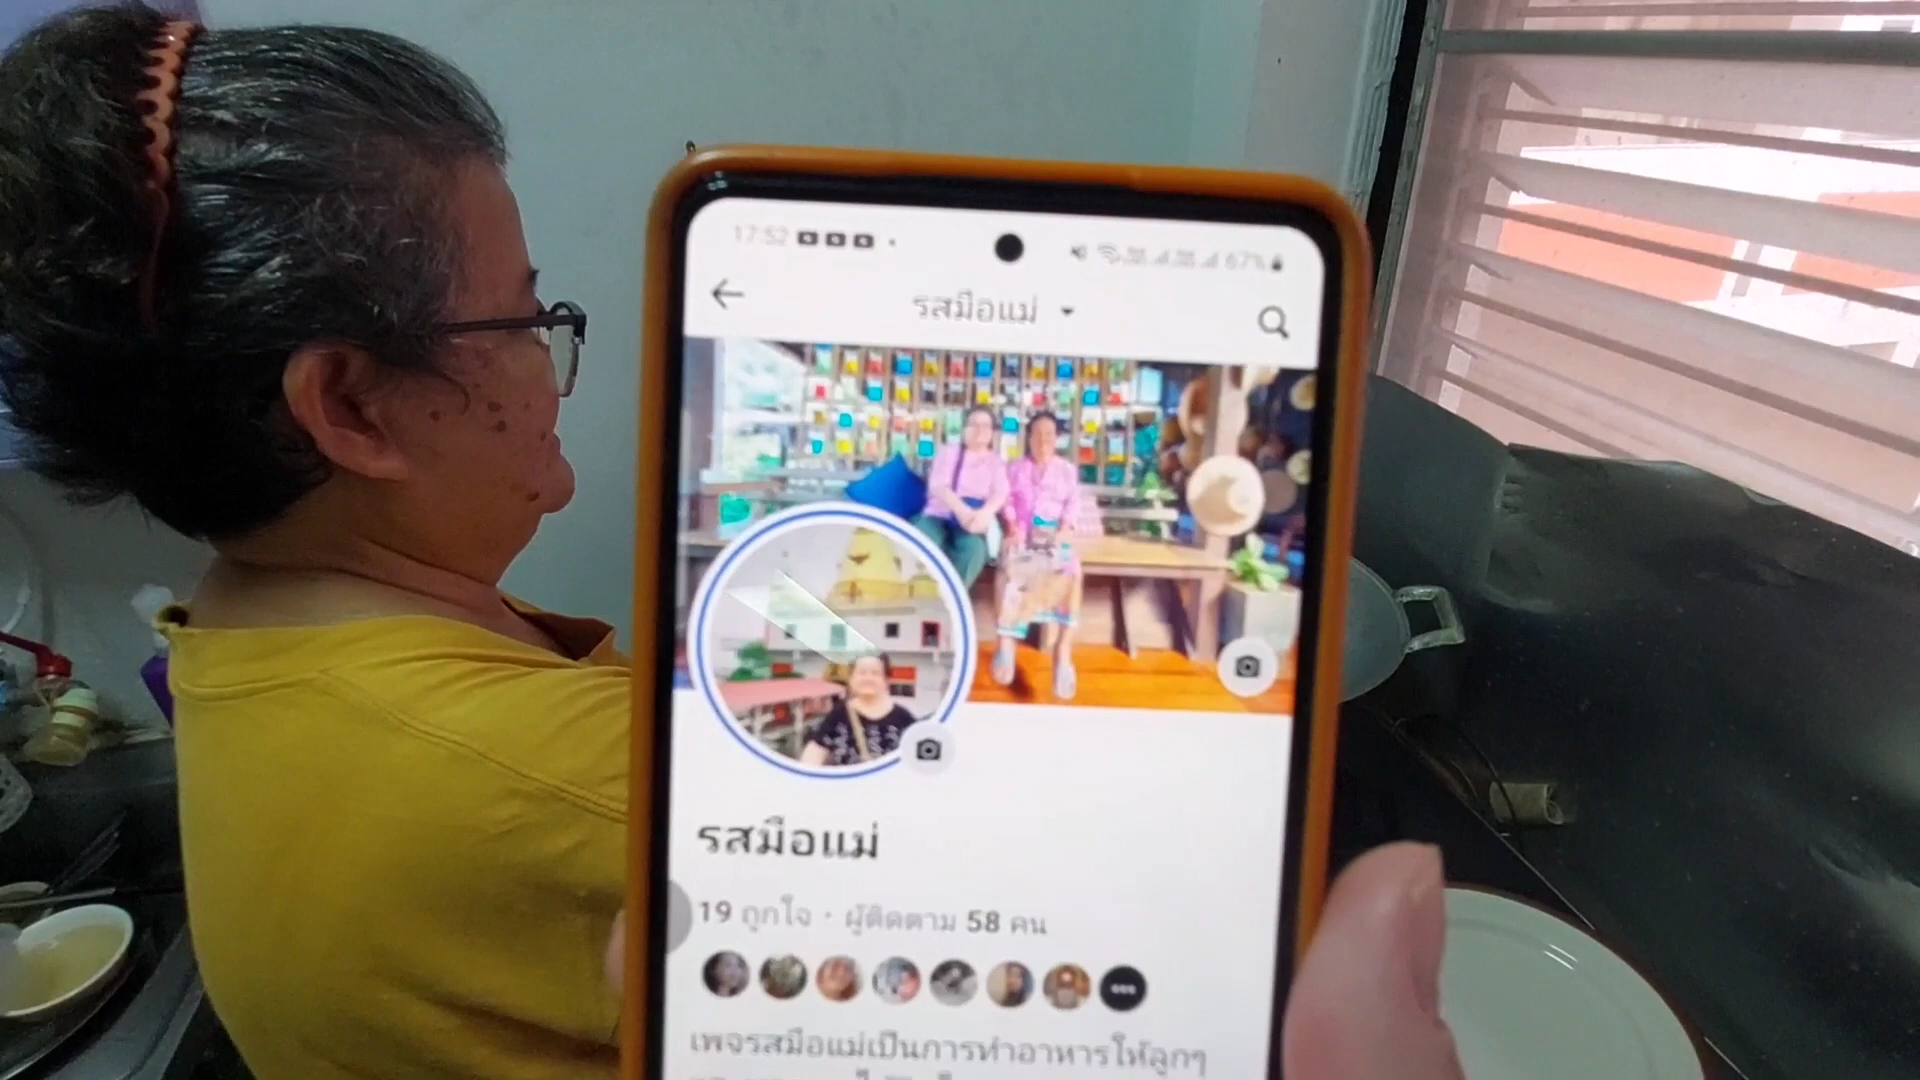 17:52 67%
รสมือแม่
รสมือแม่
19 ถูกใจ · ผู้ติดตาม 58 คน
เพจรสมือแม่เป็นการทำอาหารให้ลูกๆ